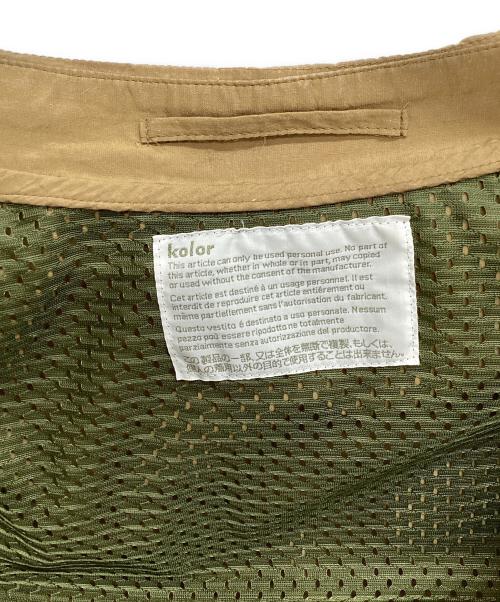 kolor
This article can only be used personal use. No part of
this article, whether in whole or in part, may copied
or used without the consent of the manufacturer.
Cet article est destiné à un usage personnel. Il est
interdit de reproduire cet article entiérement ou
même partiellement sans l'autorisation du fabricant.
Questo vestito é destinato a uso personale. Nessum
pezzo puó essere ripdotto ne totalmente
parzialmente senza autorizzazione del productore.
この製品の一部、又は全体を無断で複製、もしくは、
個人の着用以外の目的で使用することは出来ません。